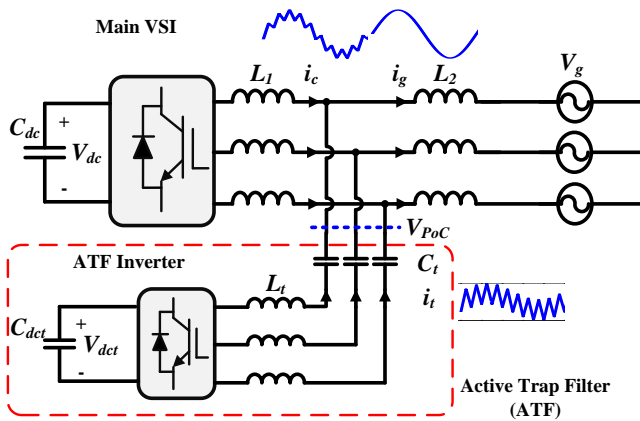 Main VSI
L1 ic ig L2 Vg
Cdc + Vdc -
VPoC
ATF Inverter
Lt Ct
it
Cdct + Vdct -
Active Trap Filter
(ATF)